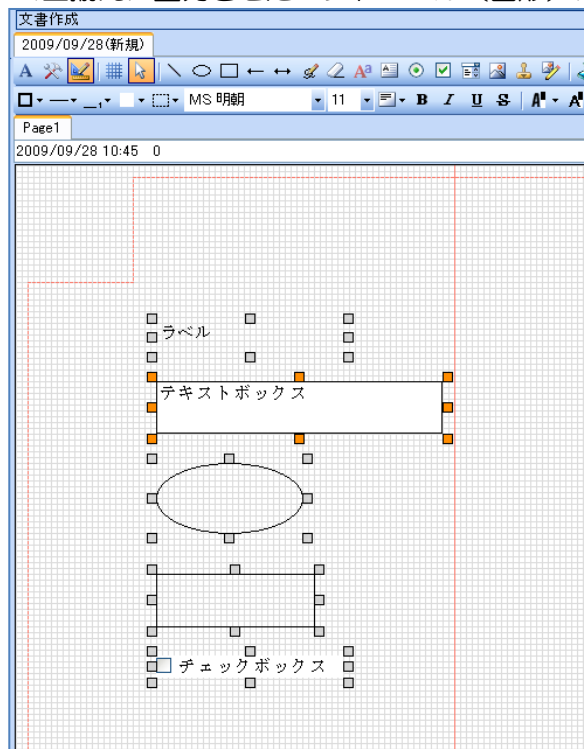 文書作成
2009/09/28(新規)
MS 明朝 11 B I U S A A
Page1
2009/09/28 10:45 0
ラベル
テキストボックス
チェックボックス